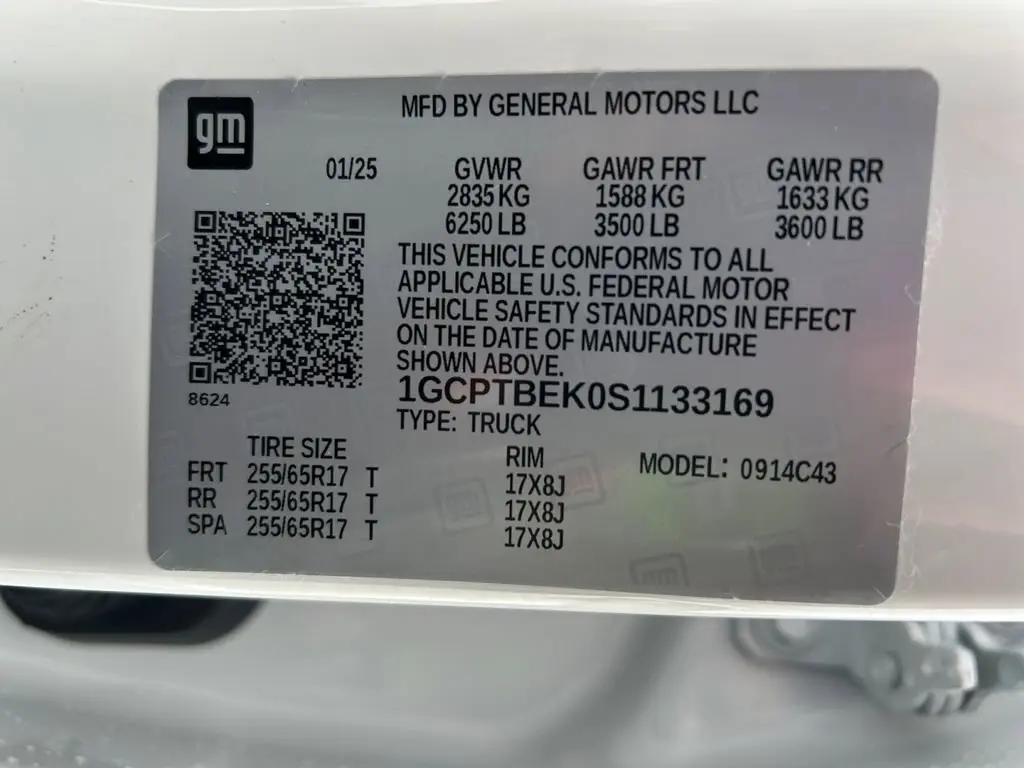 gm
MFD BY GENERAL MOTORS LLC
01/25 GVWR GAWR FRT GAWR RR
2835 KG 1588 KG 1633 KG
6250 LB 3500 LB 3600 LB
THIS VEHICLE CONFORMS TO ALL
APPLICABLE U.S. FEDERAL MOTOR
VEHICLE SAFETY STANDARDS IN EFFECT
ON THE DATE OF MANUFACTURE
SHOWN ABOVE.
8624
1GCPTBEK0S1133169
TYPE: TRUCK
TIRE SIZE RIM MODEL: 0914C43
FRT 255/65R17 T 17X8J
RR 255/65R17 T 17X8J
SPA 255/65R17 T 17X8J
gm
gm
gm